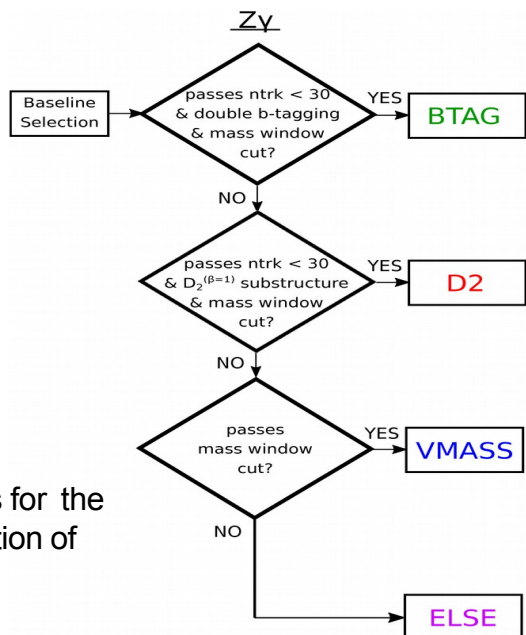 Zγ
Baseline
Selection
passes ntrk < 30
& double b-tagging
& mass window
cut?
YES
BTAG
NO
passes ntrk < 30
& D₂⁽ᵝ⁼¹⁾ substructure
& mass window
cut?
YES
D2
NO
passes
mass window
cut?
YES
VMASS
s for the
tion of
NO
ELSE